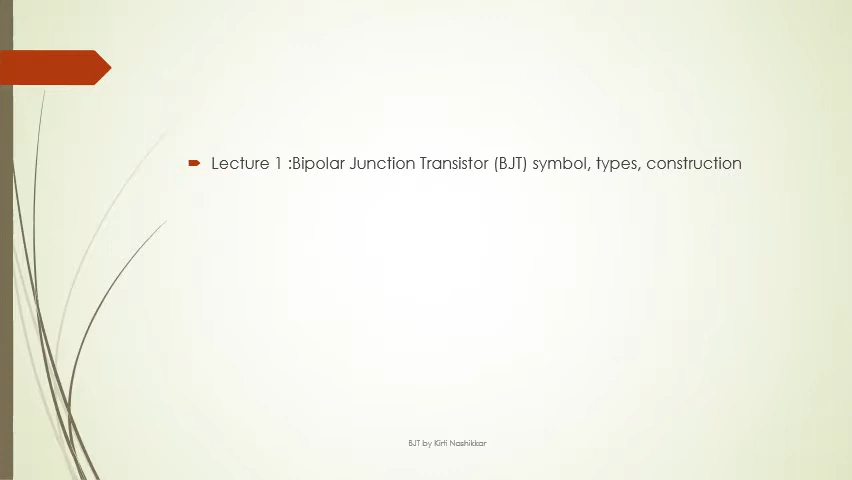 Lecture 1 :Bipolar Junction Transistor (BJT) symbol, types, construction
BJT by Kirti Nashikkar